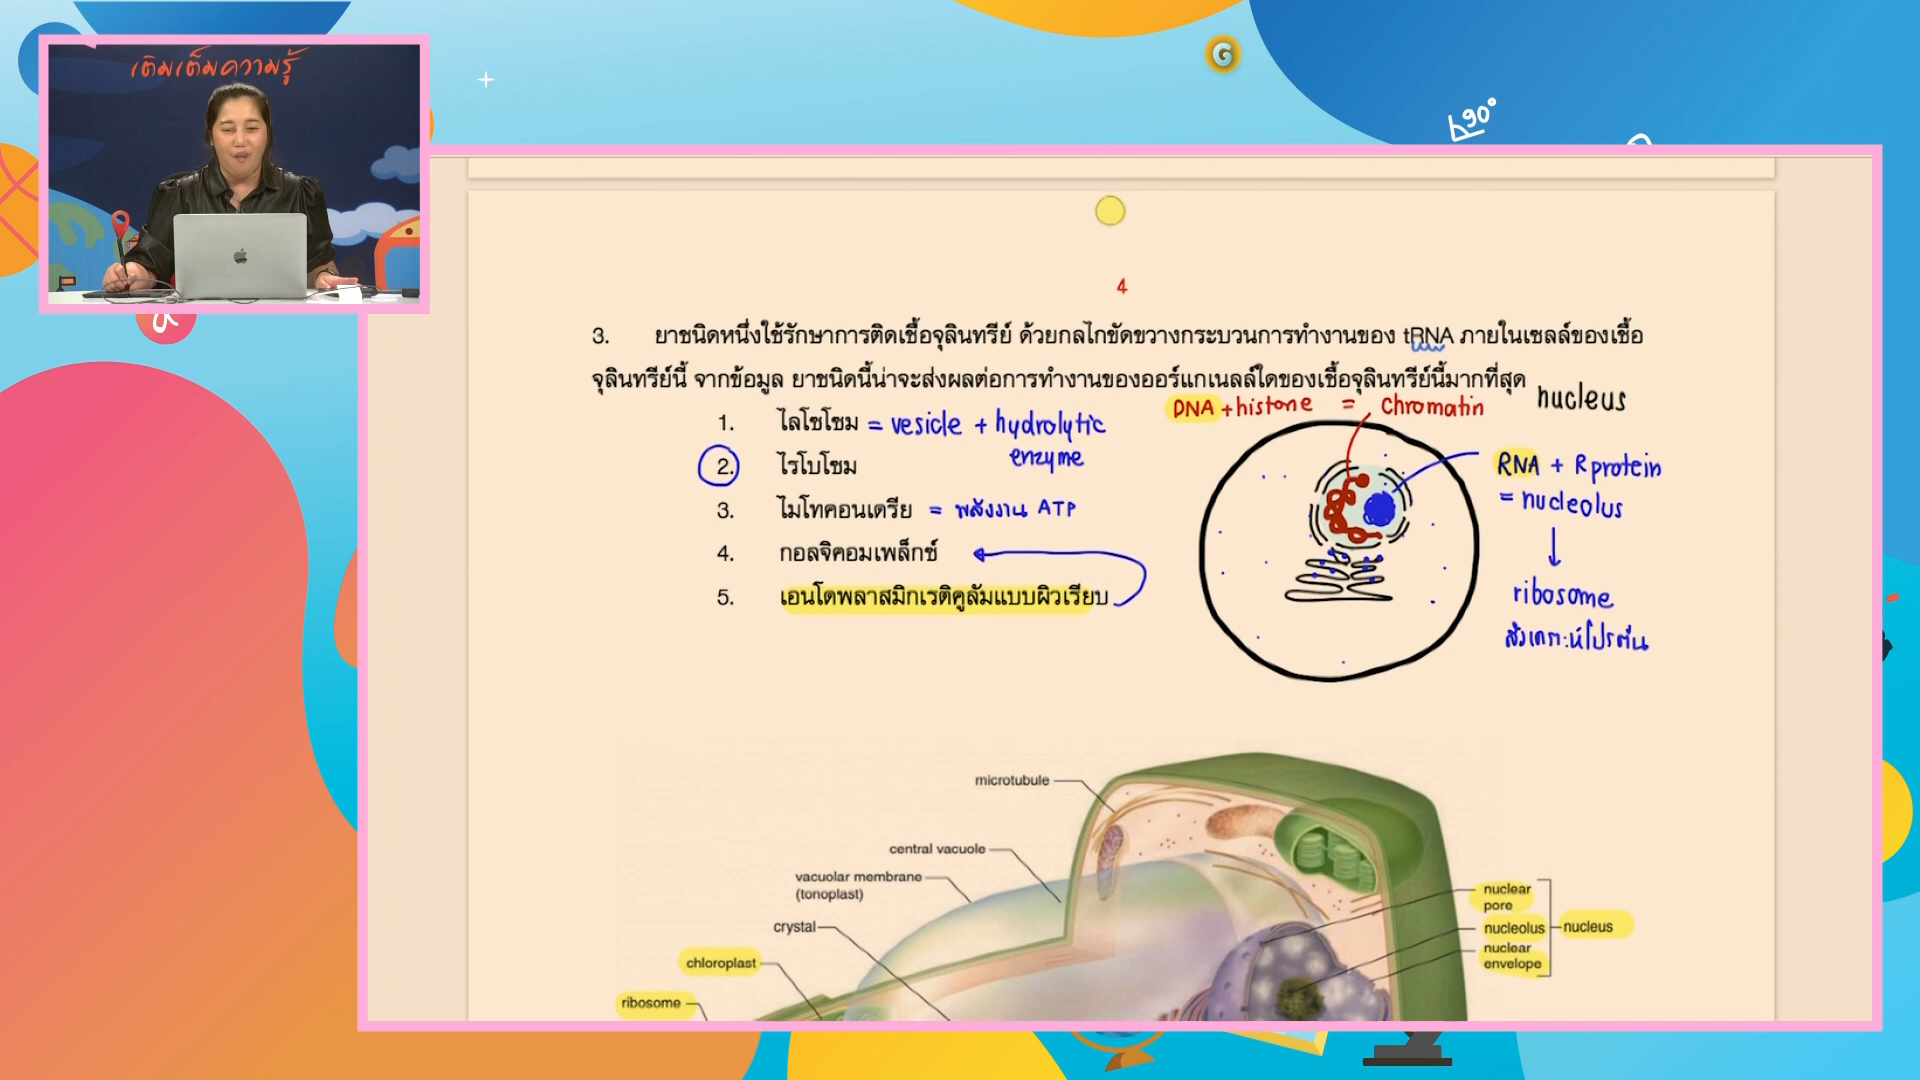 เติมเต็มความรู้
90°
4
3. ยาชนิดหนึ่งใช้รักษาการติดเชื้อจุลินทรีย์ ด้วยกลไกขัดขวางกระบวนการทำงานของ tRNA ภายในเซลล์ของเชื้อ
จุลินทรีย์นี้ จากข้อมูล ยาชนิดนี้น่าจะส่งผลต่อการทำงานของออร์แกเนลล์ใดของเชื้อจุลินทรีย์นี้มากที่สุด
nucleus
DNA + histone = chromatin
1. ไลโซโซม = vesicle + hydrolytic
enzyme
2. ไรโบโซม
RNA + R protein
= nucleolus
3. ไมโทคอนเดรีย = พลังงาน ATP
4. กอลจิคอมเพล็กซ์
5. เอนโดพลาสมิกเรติคูลัมแบบผิวเรียบ
ribosome
สังเคราะห์โปรตีน
microtubule
central vacuole
vacuolar membrane
(tonoplast)
crystal
chloroplast
ribosome
nuclear
pore
nucleolus
nuclear
envelope
nucleus